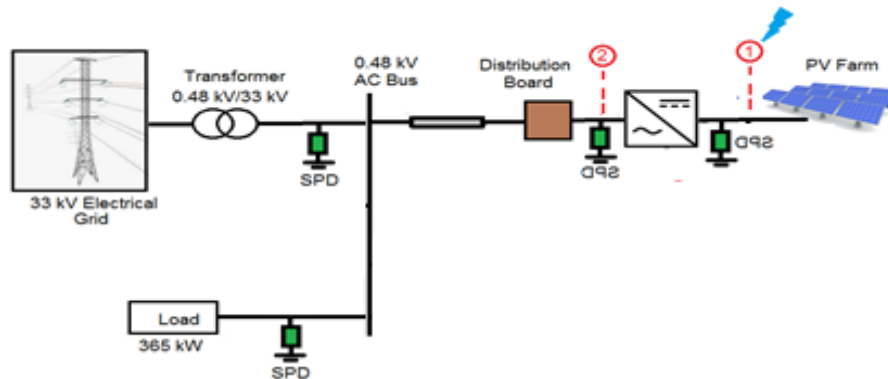 Transformer
0.48 kV/33 kV
0.48 kV
AC Bus
Distribution
Board
2
1
PV Farm
SPD
SPD
SPD
33 kV Electrical
Grid
Load
365 kW
SPD